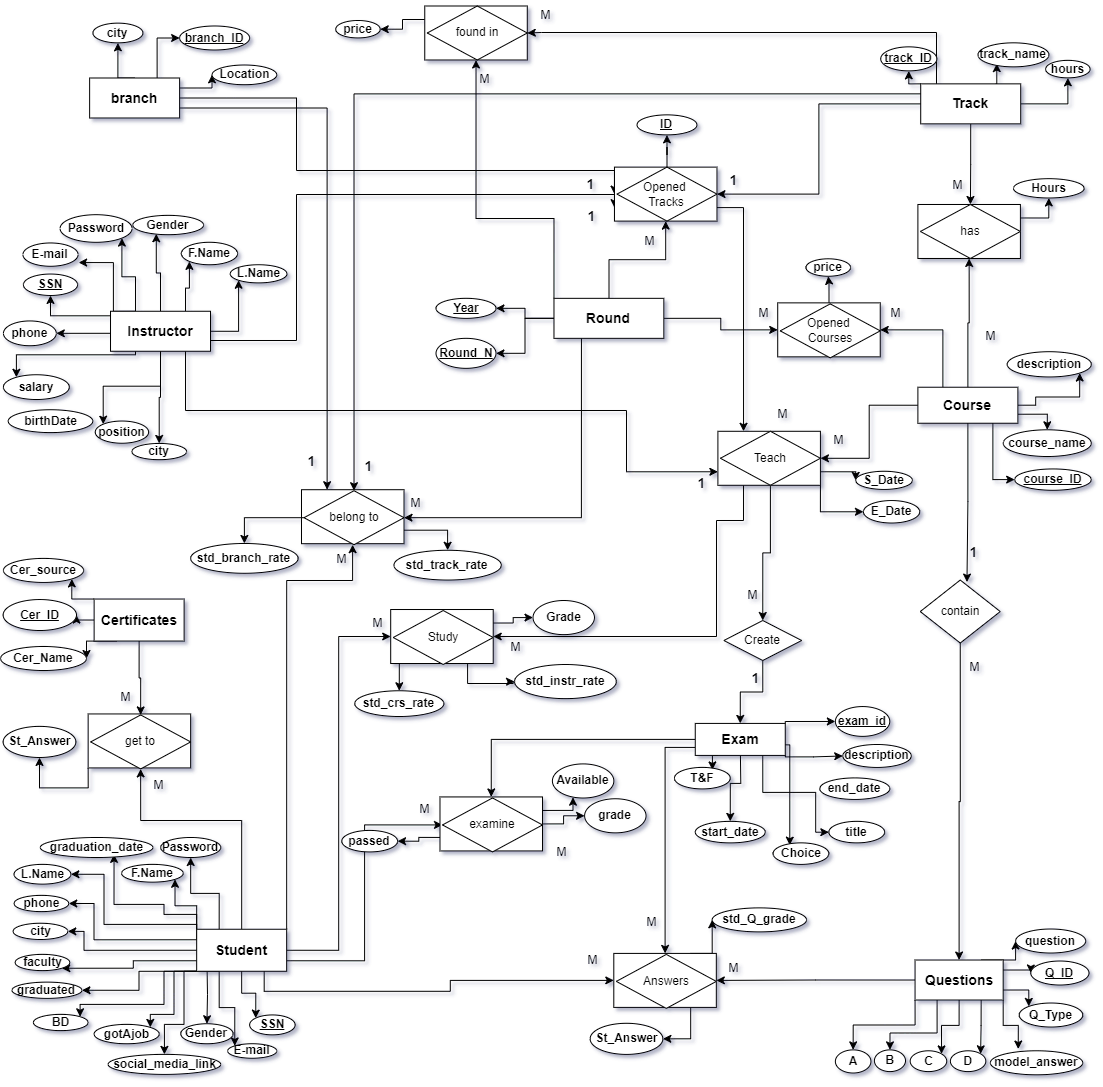 price
found in
M
M
city
branch_ID
Location
branch
track_ID
track_name
hours
Track
ID
Opened
Tracks
1
1
1
M
M
Hours
has
M
Password
Gender
E-mail
F.Name
SSN
L.Name
phone
Instructor
salary
birthDate
position
city
Year
Round_N
Round
price
M
M
Opened
Courses
description
Course
course_name
course_ID
M
M
Teach
1
S_Date
E_Date
1
1
M
belong to
M
std_branch_rate
std_track_rate
1
contain
M
Cer_source
Cer_ID
Certificates
Cer_Name
M
get to
St_Answer
M
M
Study
Grade
M
std_instr_rate
std_crs_rate
M
Create
1
Exam
exam_id
description
T&F
end_date
start_date
title
Choice
M
examine
Available
grade
passed
M
graduation_date
Password
L.Name
F.Name
phone
city
faculty
graduated
Student
BD
gotAjob
Gender
SSN
E-mail
social_media_link
std_Q_grade
M
M
Answers
M
St_Answer
Questions
question
Q_ID
Q_Type
A
B
C
D
model_answer